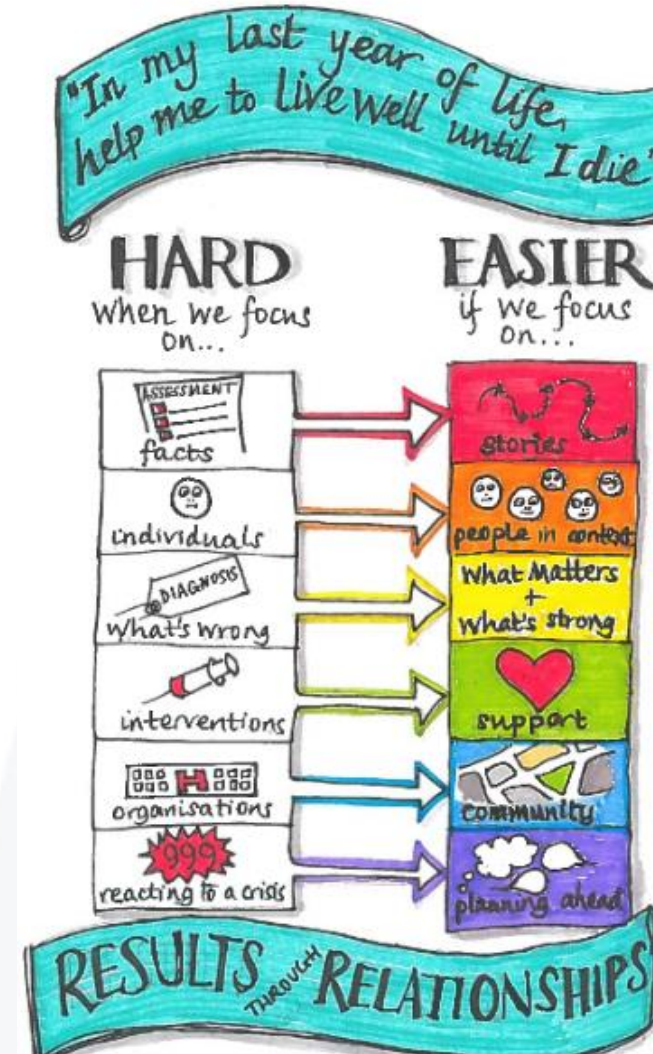 "In my last year of life,
help me to live well until I die"
HARD
when we focus
on...
EASIER
if we focus
on...
ASSESSMENT
facts
stories
individuals
people in context
DIAGNOSIS
what's wrong
What Matters
+
what's strong
interventions
support
H
organisations
community
999
reacting to a crisis
planning ahead
RESULTS THROUGH RELATIONSHIPS